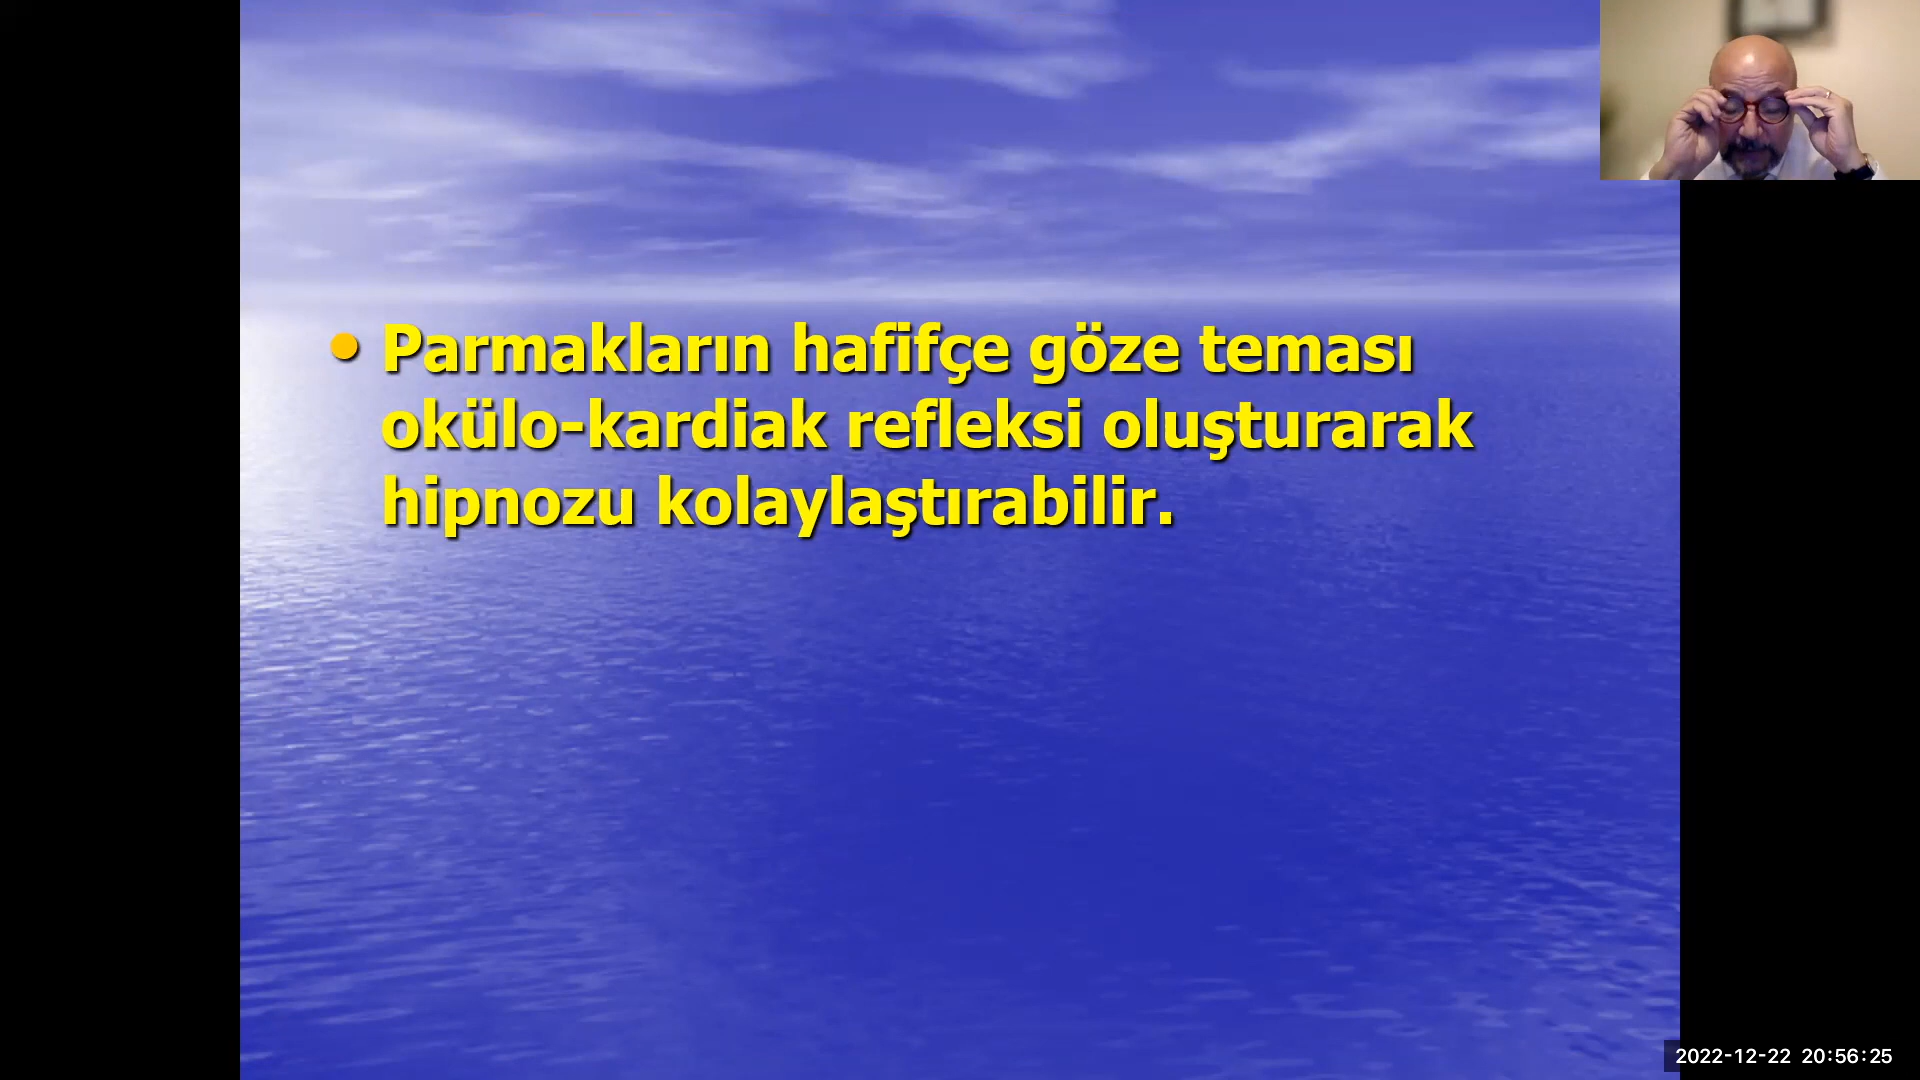 • Parmakların hafifçe göze teması
okülo-kardiak refleksi oluşturarak
hipnozu kolaylaştırabilir.
2022-12-22 20:56:25